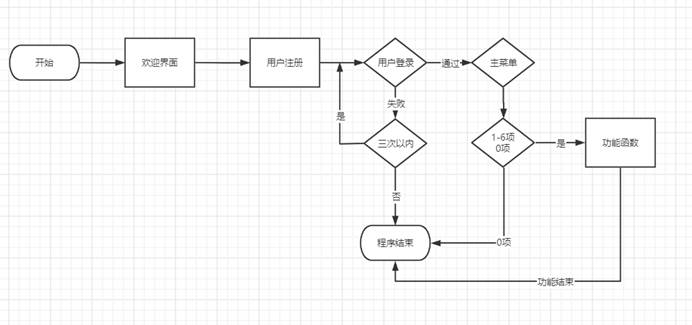 开始
欢迎界面
用户注册
用户登录
通过
主菜单
失败
是
三次以内
1-6项
0项
是
功能函数
否
程序结束
0项
功能结束